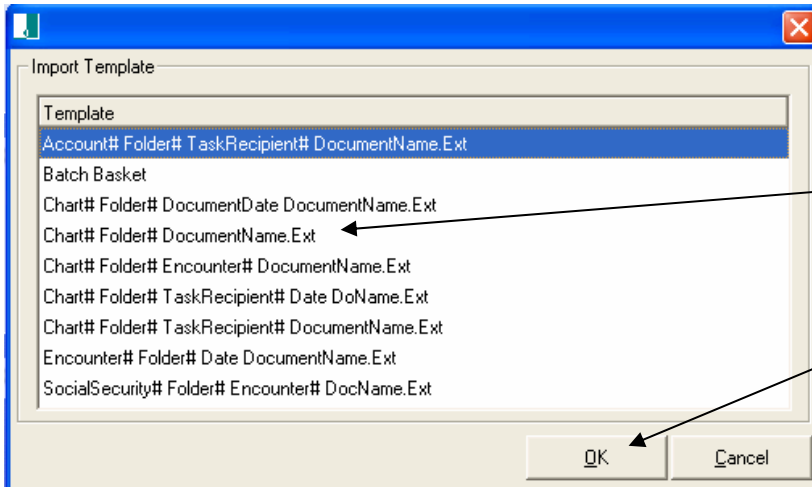 Import Template
Template
Account# Folder# TaskRecipient# DocumentName.Ext
Batch Basket
Chart# Folder# DocumentDate DocumentName.Ext
Chart# Folder# DocumentName.Ext
Chart# Folder# Encounter# DocumentName.Ext
Chart# Folder# TaskRecipient# Date DoName.Ext
Chart# Folder# TaskRecipient# DocumentName.Ext
Encounter# Folder# Date DocumentName.Ext
SocialSecurity# Folder# Encounter# DocName.Ext
OK Cancel